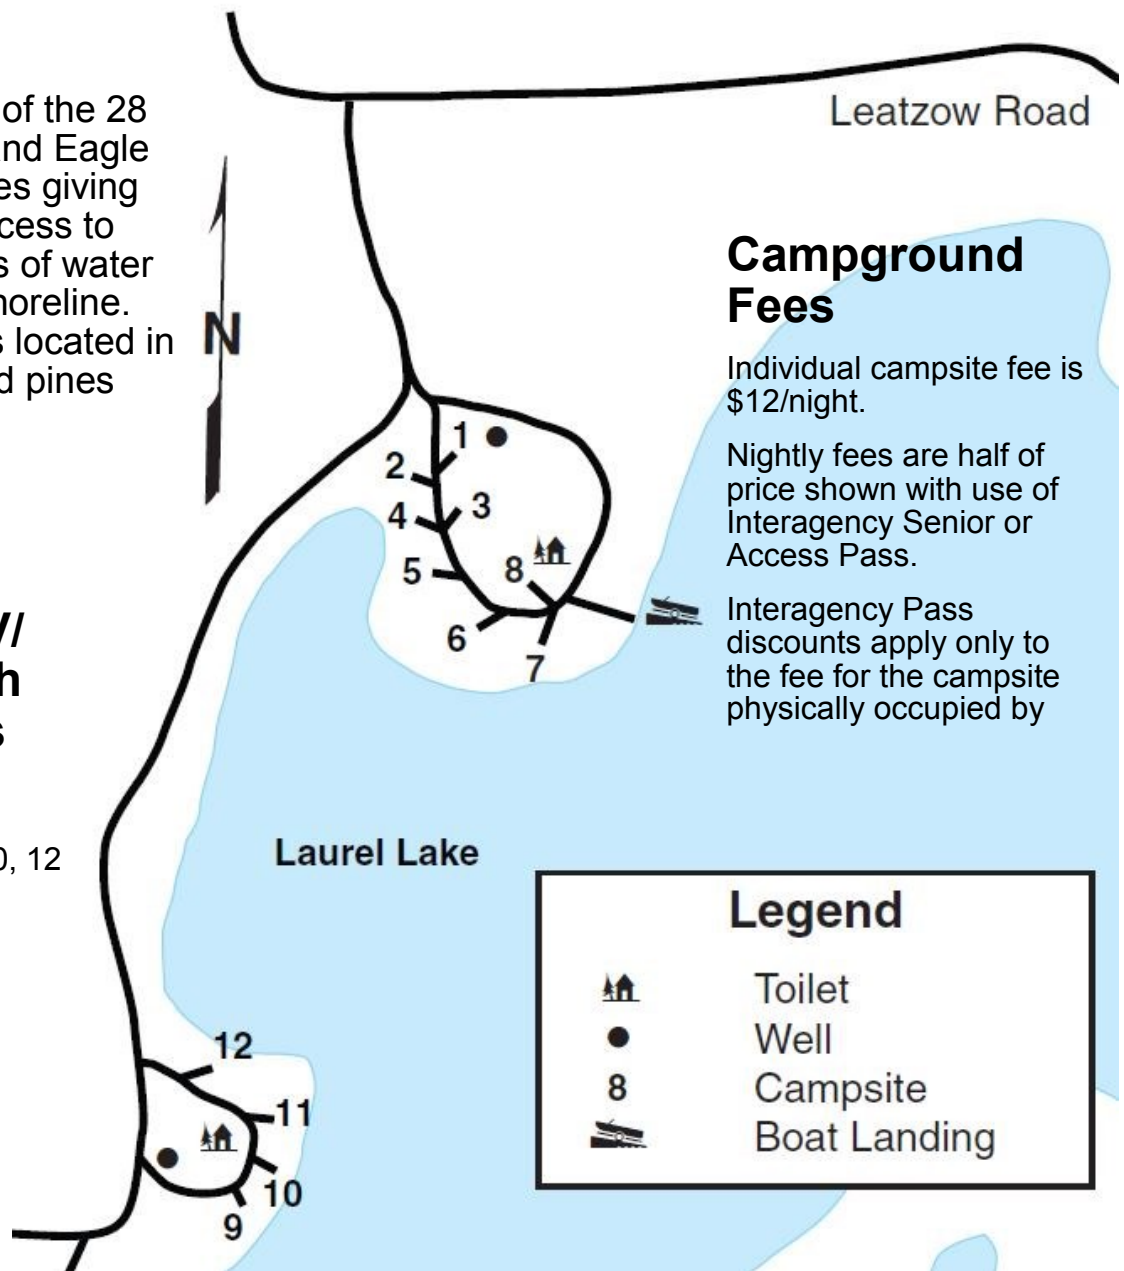 of the 28
and Eagle
es giving
cess to
s of water
horeline.
s located in
d pines
N
Leatzow Road
Campground
Fees
Individual campsite fee is
$12/night.
Nightly fees are half of
price shown with use of
Interagency Senior or
Access Pass.
Interagency Pass
discounts apply only to
the fee for the campsite
physically occupied by
1
2
3
4
5
8
6
7
/
h
s
0, 12
Laurel Lake
12
11
10
9
Legend
Toilet
Well
8 Campsite
Boat Landing